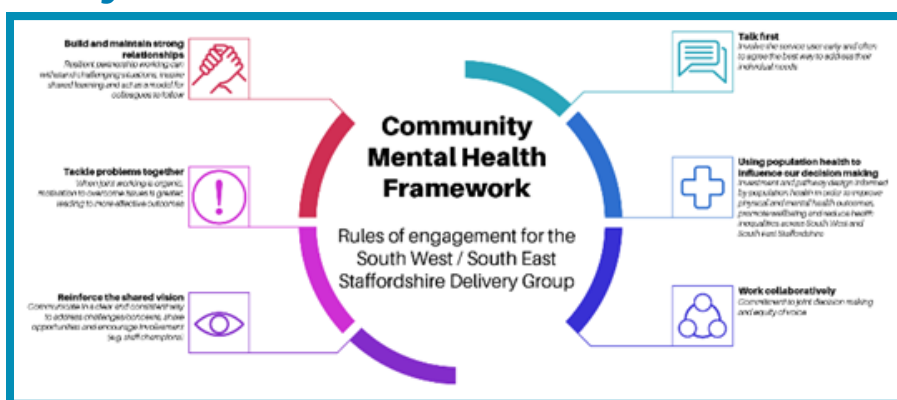 Build and maintain strong
relationships
Resilient partnership working can
withstand challenging situations, inspire
shared learning and act as a model for
colleagues to follow
Tackle problems together
When joint working is organic,
motivation to overcome issues is greater,
leading to more effective outcomes
Reinforce the shared vision
Communicate in a clear and consistent way
to address challenges/concerns, share
opportunities and encourage involvement
(e.g. staff champions)
Community
Mental Health
Framework
Rules of engagement for the
South West / South East
Staffordshire Delivery Group
Talk first
Involve the service user early and often
to agree the best way to address their
individual needs
Using population health to
influence our decision making
Investment and pathway design informed
by population health in order to improve
physical and mental health outcomes,
promote wellbeing and reduce health
inequalities across South West and
South east Staffordshire
Work collaboratively
Commitment to joint decision making
and equity of voice